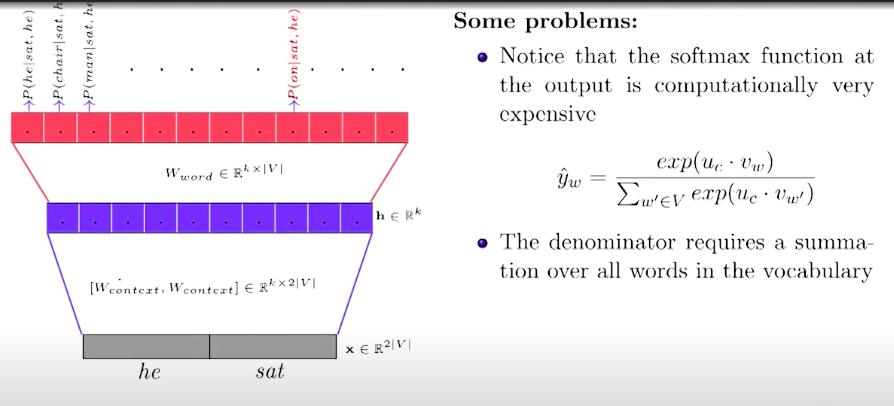 P(he|sat, he)
P(chair|sat, h
P(man|sat, he
P(on|sat, he)
W_word ∈ ℝ^{k×|V|}
h ∈ ℝ^k
[W_context, W_context] ∈ ℝ^{k×2|V|}
x ∈ ℝ^{2|V|}
he sat
Some problems:
Notice that the softmax function at
the output is computationally very
expensive
ŷ_w = exp(u_c · v_w) / ∑_{w′∈V} exp(u_c · v_{w′})
The denominator requires a summa-
tion over all words in the vocabulary